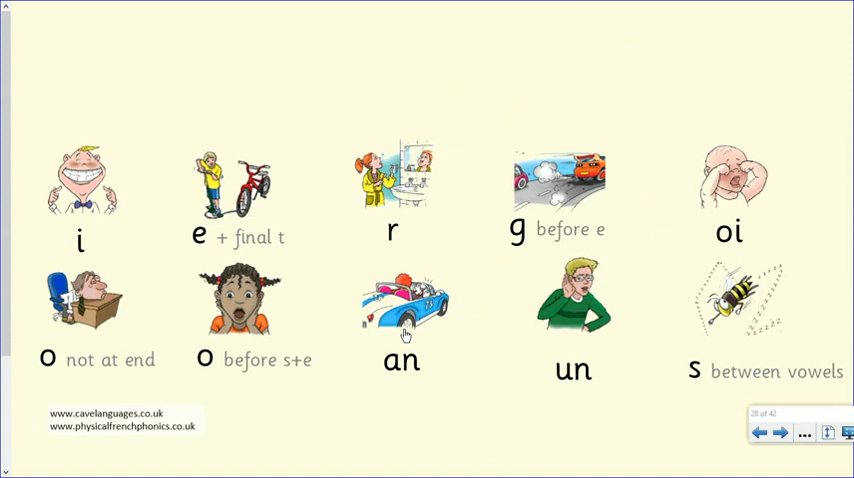 i
e + final t
r
g before e
oi
o not at end
o before s+e
an
un
s between vowels
www.cavelanguages.co.uk
www.physicalfrenchphonics.co.uk
28 of 42